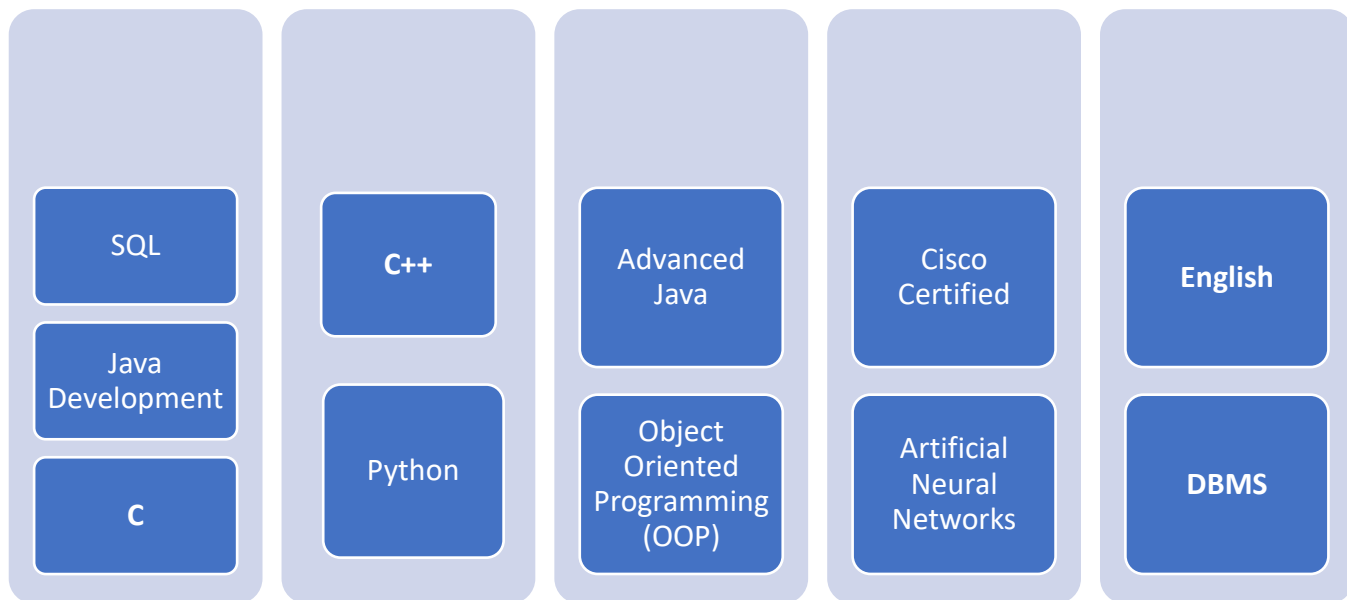 SQL
Java
Development
C
C++
Python
Advanced
Java
Object
Oriented
Programming
(OOP)
Cisco
Certified
Artificial
Neural
Networks
English
DBMS